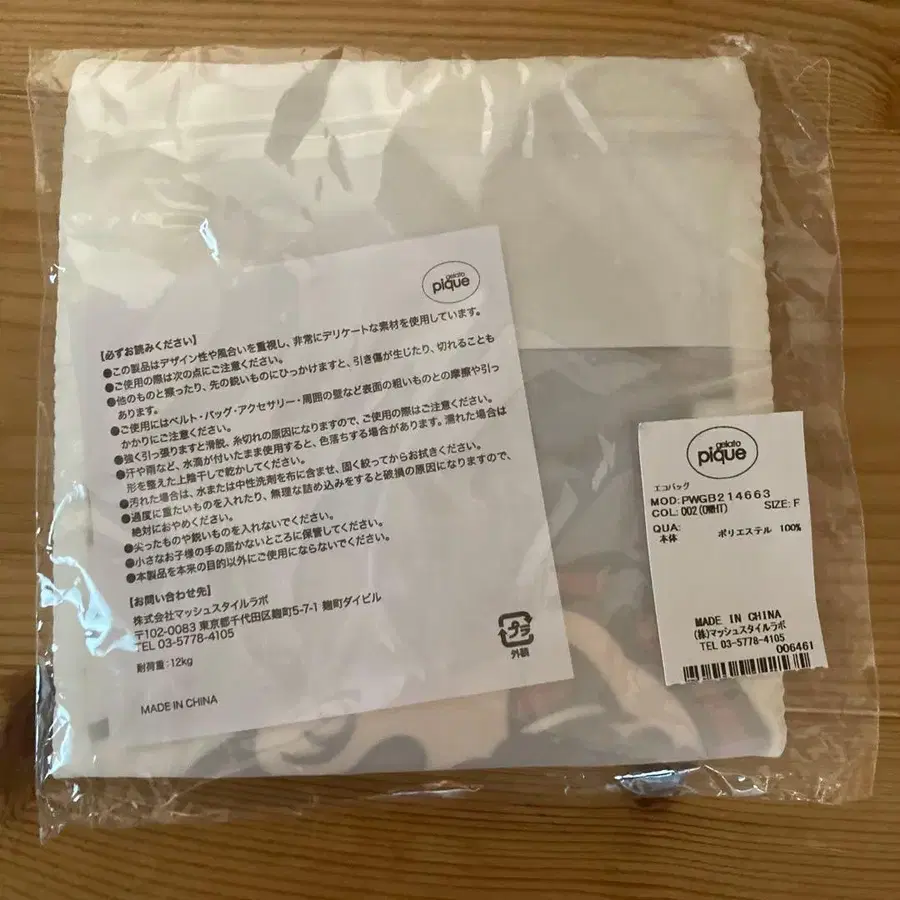 gelato
pique
【必ずお読みください】
●この製品はデザイン性や風合いを重視し、非常にデリケートな素材を使用しています。
●ご使用の際は次の点にご注意ください。
●他のものと擦ったり、先の鋭いものにひっかけますと、引き傷が生じたり、切れることも
あります。
●ご使用にはベルト・バッグ・アクセサリー・周囲の壁など表面の粗いものとの摩擦や引っ
かかりにご注意ください。
●強く引っ張りますと滑脱、糸切れの原因になりますので、ご使用の際はご注意ください。
●汗や雨など、水滴が付いたまま使用すると、色落ちする場合があります。濡れた場合は
形を整えた上陰干しで乾かしてください。
●汚れた場合は、水または中性洗剤を布に含ませ、固く絞ってからお拭きください。
●過度に重たいものを入れたり、無理な詰め込みをすると破損の原因になりますので、
絶対におやめください。
●尖ったものや鋭いものを入れないでください。
●小さなお子様の手の届かないところに保管してください。
●本製品を本来の目的以外にご使用にならないでください。
【お問い合わせ先】
株式会社マッシュスタイルラボ
〒102-0083 東京都千代田区麹町5-7-1 麹町ダイビル
TEL 03-5778-4105
耐荷重：12kg
プラ
外装
MADE IN CHINA
gelato
pique
エコバッグ
MOD:PWGB214663
COL:002(OWHT) SIZE:F
QUA:
本体 ポリエステル 100%
MADE IN CHINA
(株)マッシュスタイルラボ
TEL 03-5778-4105
006461